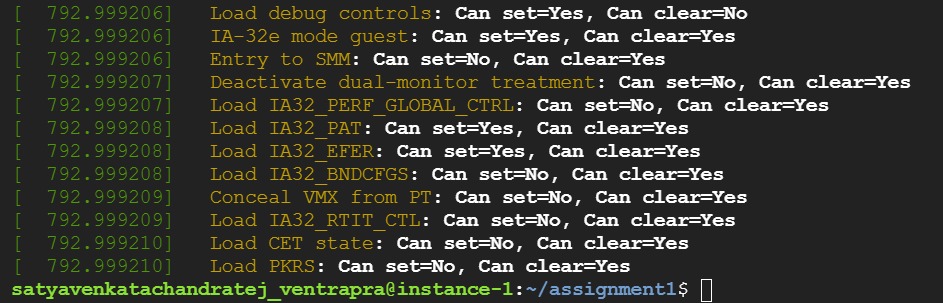 [  792.999206]   Load debug controls: Can set=Yes, Can clear=No
[  792.999206]   IA-32e mode guest: Can set=Yes, Can clear=Yes
[  792.999206]   Entry to SMM: Can set=No, Can clear=Yes
[  792.999207]   Deactivate dual-monitor treatment: Can set=No, Can clear=Yes
[  792.999207]   Load IA32_PERF_GLOBAL_CTRL: Can set=No, Can clear=Yes
[  792.999208]   Load IA32_PAT: Can set=Yes, Can clear=Yes
[  792.999208]   Load IA32_EFER: Can set=Yes, Can clear=Yes
[  792.999208]   Load IA32_BNDCFGS: Can set=No, Can clear=Yes
[  792.999209]   Conceal VMX from PT: Can set=No, Can clear=Yes
[  792.999209]   Load IA32_RTIT_CTL: Can set=No, Can clear=Yes
[  792.999210]   Load CET state: Can set=No, Can clear=Yes
[  792.999210]   Load PKRS: Can set=No, Can clear=Yes
satyavenkatachandratej_ventrapra@instance-1:~/assignment1$